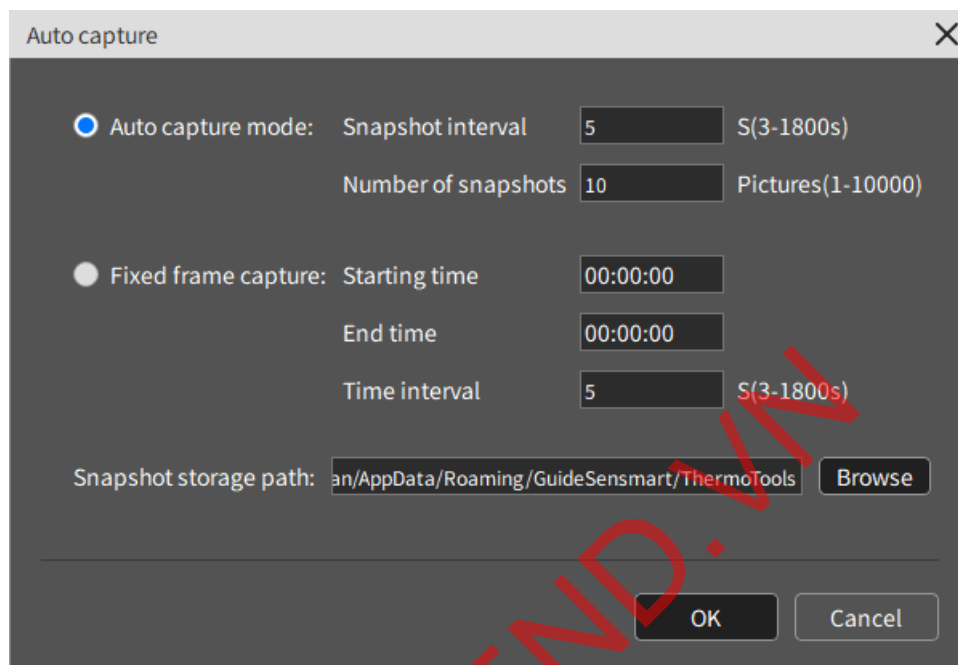 Auto capture
Auto capture mode: Snapshot interval 5 S(3-1800s)
Number of snapshots 10 Pictures(1-10000)
Fixed frame capture: Starting time 00:00:00
End time 00:00:00
Time interval 5 S(3-1800s)
Snapshot storage path: an/AppData/Roaming/GuideSensmart/ThermoTools Browse
OK Cancel
END.VN